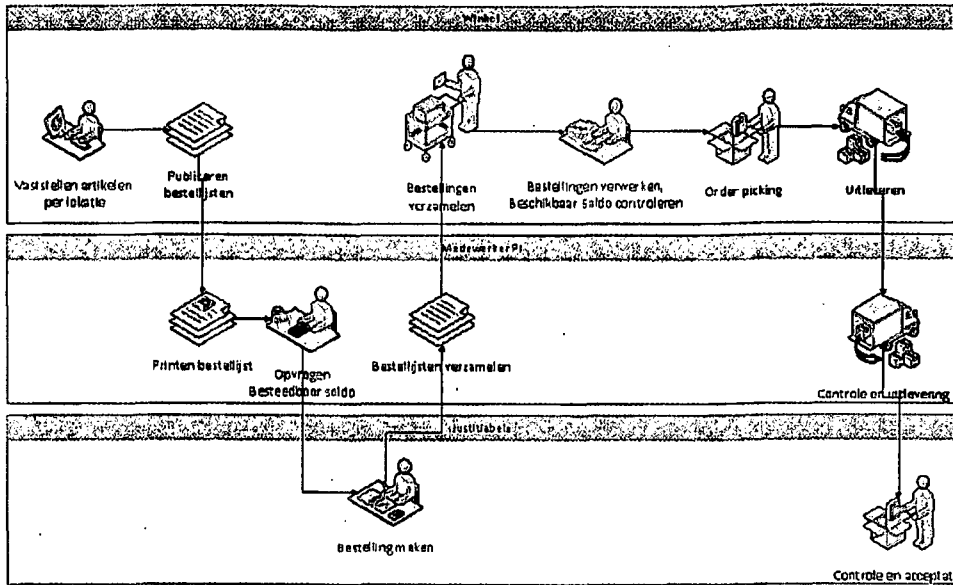 Winkel
Vaststellen artikelen
per lokatie
Publiceren
bestellijsten
Bestellingen
verzamelen
Bestellingen verwerken,
Beschikbaar saldo controleren
Order picking
Uitleveren
Medewerker PI
Printen bestellijst
Opvragen
Besteedbaar saldo
Bestellijsten verzamelen
Controle en uitlevering
Justitiabele
Bestelling maken
Controle en acceptat